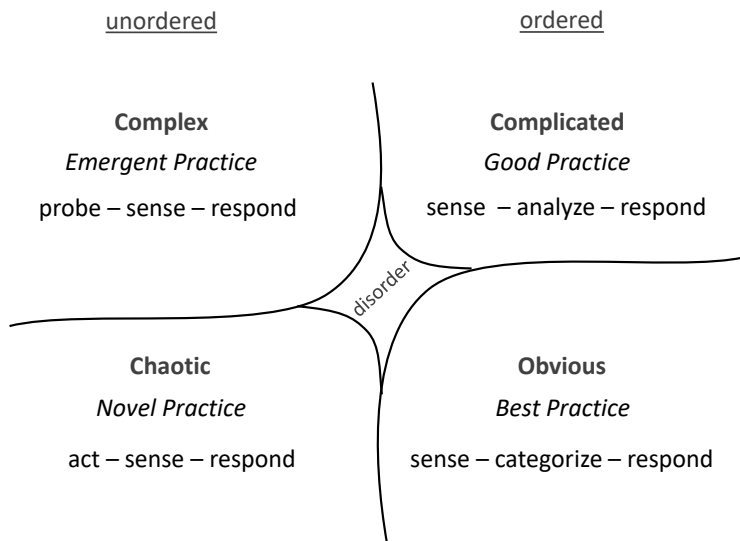 unordered
ordered
Complex
Emergent Practice
probe – sense – respond
Complicated
Good Practice
sense – analyze – respond
disorder
Chaotic
Novel Practice
act – sense – respond
Obvious
Best Practice
sense – categorize – respond